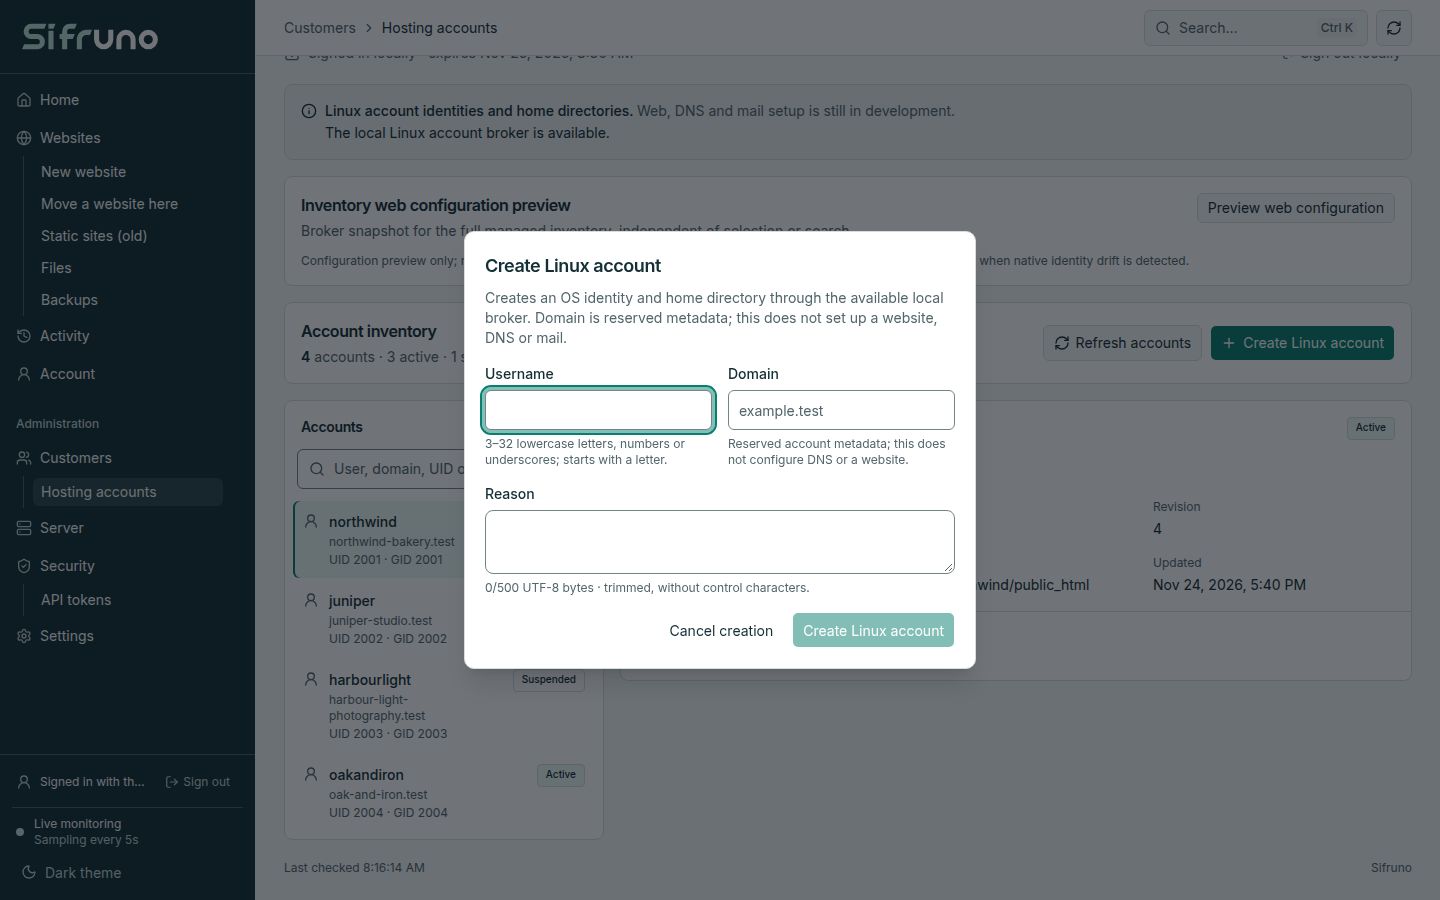 Sifruno
Customers > Hosting accounts
Search...
Ctrl K
Home
Websites
New website
Move a website here
Static sites (old)
Files
Backups
Activity
Account
Administration
Customers
Hosting accounts
Server
Security
API tokens
Settings
Signed in with th...
Sign out
Live monitoring
Sampling every 5s
Dark theme
Linux account identities and home directories. Web, DNS and mail setup is still in development.
The local Linux account broker is available.
Inventory web configuration preview
Preview web configuration
Broker snapshot for the full managed inventory, independent of selection or search.
Configuration preview only;
when native identity drift is detected.
Account inventory
4 accounts · 3 active · 1
Refresh accounts
Create Linux account
Accounts
User, domain, UID
northwind
northwind-bakery.test
UID 2001 · GID 2001
juniper
juniper-studio.test
UID 2002 · GID 2002
harbourlight
Suspended
harbour-light-
photography.test
UID 2003 · GID 2003
oakandiron
Active
oak-and-iron.test
UID 2004 · GID 2004
Active
Revision
4
Updated
wind/public_html
Nov 24, 2026, 5:40 PM
Create Linux account
Creates an OS identity and home directory through the available local
broker. Domain is reserved metadata; this does not set up a website,
DNS or mail.
Username
Domain
example.test
3–32 lowercase letters, numbers or
underscores; starts with a letter.
Reserved account metadata; this does
not configure DNS or a website.
Reason
0/500 UTF-8 bytes · trimmed, without control characters.
Cancel creation
Create Linux account
Last checked 8:16:14 AM
Sifruno